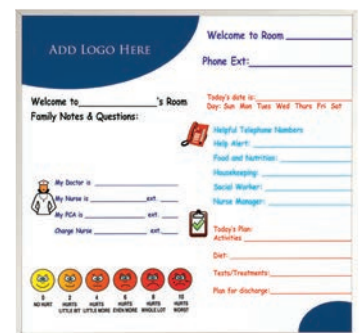 ADD LOGO HERE
Welcome to Room
Phone Ext:
Welcome to 's Room
Family Notes & Questions:
Today's date is:
Day: Sun Mon Tues Wed Thurs Fri Sat
Helpful Telephone Numbers
Help Alert:
Food and Nutrition:
Housekeeping:
Social Worker:
Nurse Manager:
My Doctor is
My Nurse is ext.
My PCA is ext.
Charge Nurse ext.
Today's Plan:
Activities
Diet:
Tests/Treatments:
Plan for discharge:
0 2 4 6 8 10
NO HURT HURTS LITTLE BIT HURTS LITTLE MORE HURTS EVEN MORE HURTS WHOLE LOT HURTS WORST